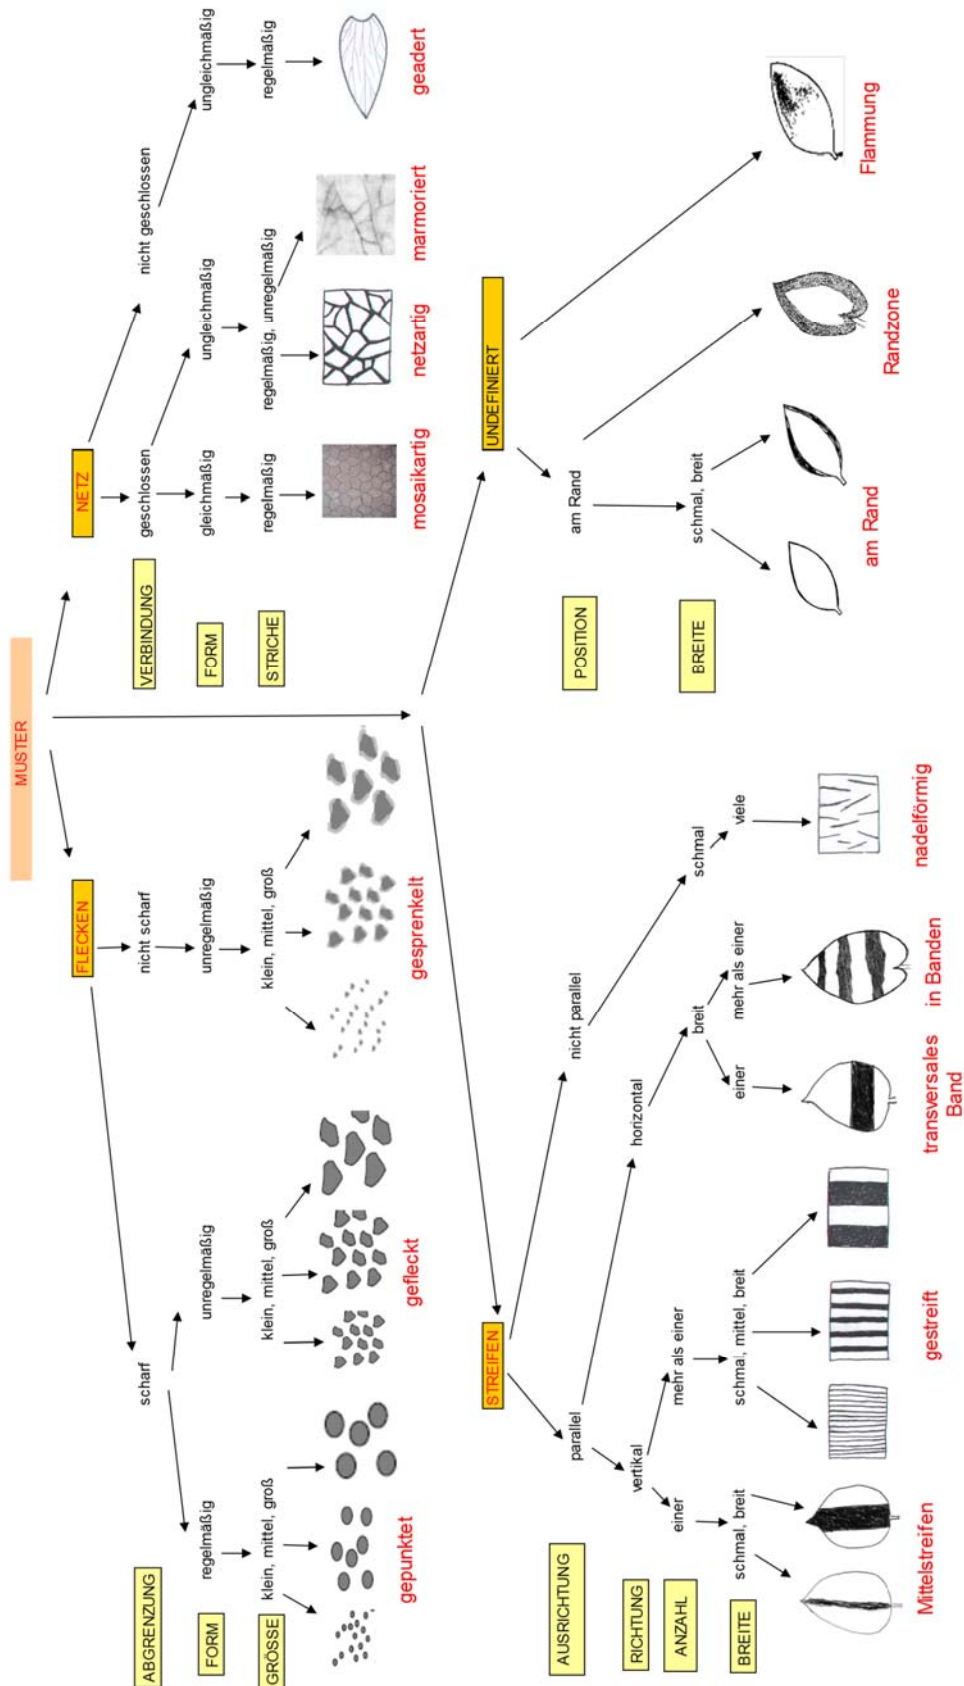 MUSTER
FLECKEN
NETZ
ABGRENZUNG
scharf
nicht scharf
FORM
regelmäßig
unregelmäßig
unregelmäßig
GRÖSSE
klein, mittel, groß
klein, mittel, groß
klein, mittel, groß
gepunktet
gefleckt
gesprenkelt
VERBINDUNG
geschlossen
nicht geschlossen
FORM
gleichmäßig
ungleichmäßig
ungleichmäßig
STRICHE
regelmäßig
regelmäßig, unregelmäßig
regelmäßig
mosaikartig
netzartig
marmoriert
geadert
STREIFEN
UNDEFINIERT
AUSRICHTUNG
parallel
nicht parallel
RICHTUNG
vertikal
horizontal
ANZAHL
einer
mehr als einer
breit
schmal
BREITE
schmal, breit
schmal, mittel, breit
einer
mehr als einer
viele
Mittelstreifen
gestreift
transversales
Band
in Banden
nadelförmig
POSITION
am Rand
BREITE
schmal, breit
am Rand
Randzone
Flammung